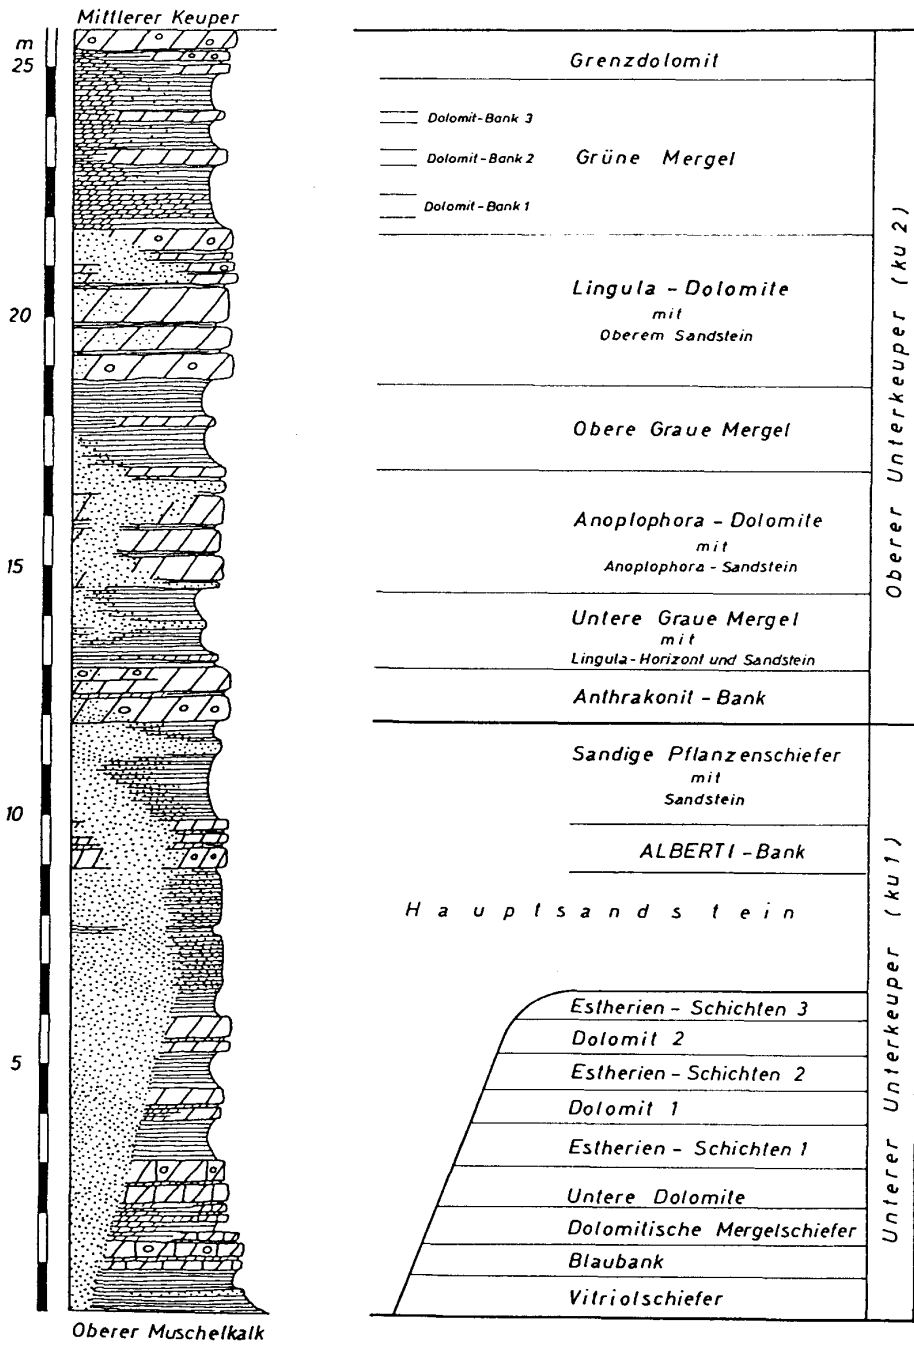 Mittlerer Keuper
m
25
20
15
10
5
Oberer Muschelkalk
Grenzdolomit
Dolomit-Bank 3
Dolomit-Bank 2
Grüne Mergel
Dolomit-Bank 1
Lingula - Dolomite
mit
Oberem Sandstein
Obere Graue Mergel
Anoplophora - Dolomite
mit
Anoplophora - Sandstein
Untere Graue Mergel
mit
Lingula-Horizont und Sandstein
Anthrakonit - Bank
Sandige Pflanzenschiefer
mit
Sandstein
ALBERTI - Bank
Hauptsandstein
Estherien - Schichten 3
Dolomit 2
Estherien - Schichten 2
Dolomit 1
Estherien - Schichten 1
Untere Dolomite
Dolomitische Mergelschiefer
Blaubank
Vitriolschiefer
Oberer Unterkeuper (ku 2)
Unterer Unterkeuper (ku 1)